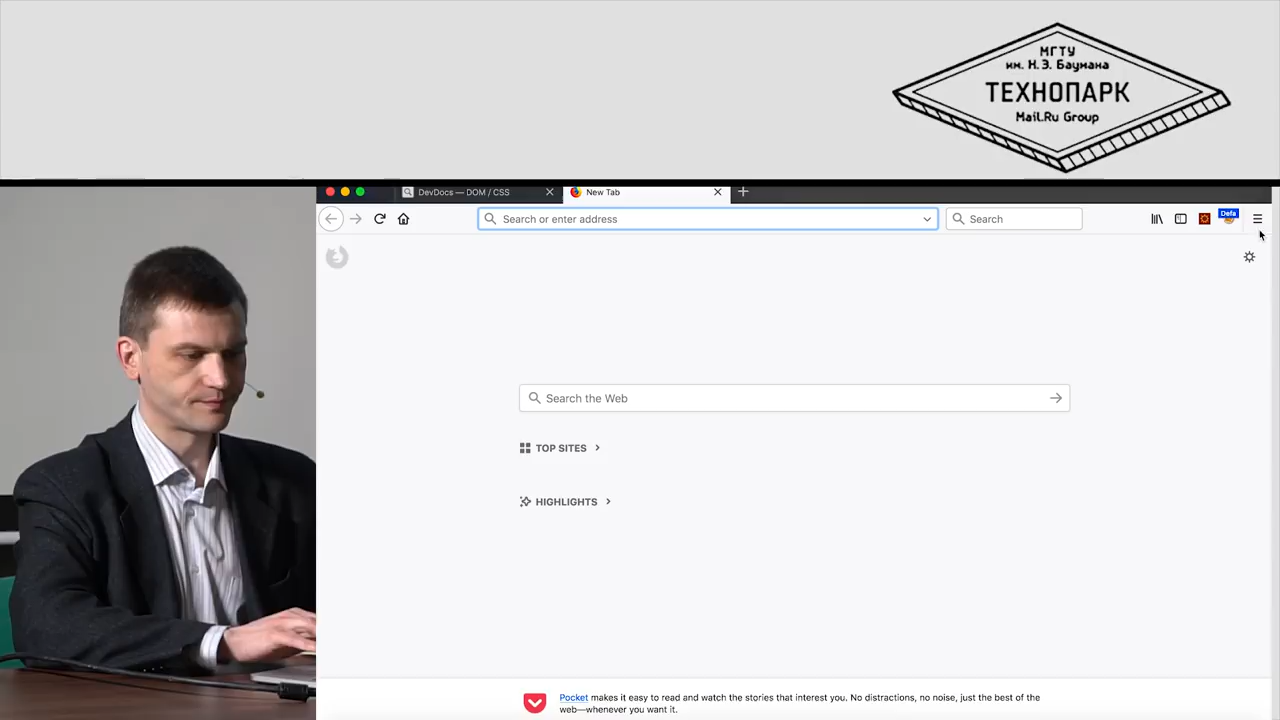 МГТУ
им. Н.Э. Баумана
ТЕХНОПАРК
Mail.Ru Group
DevDocs — DOM / CSS
New Tab
Search or enter address
Search
Defa
Search the Web
TOP SITES
HIGHLIGHTS
Pocket makes it easy to read and watch the stories that interest you. No distractions, no noise, just the best of the
web—whenever you want it.